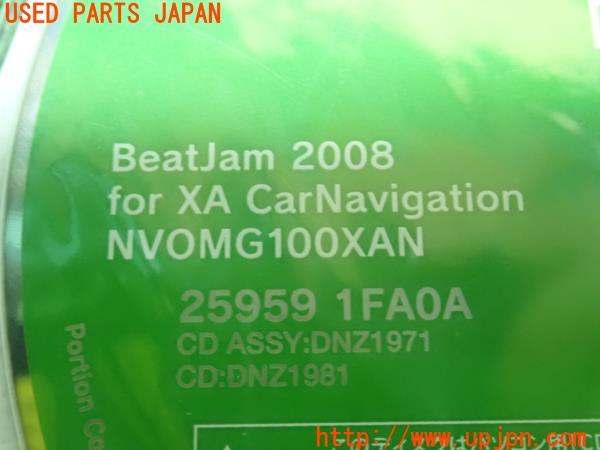 USED PARTS JAPAN
BeatJam 2008
for XA CarNavigation
NVOMG100XAN
25959 1FA0A
CD ASSY:DNZ1971
CD:DNZ1981
Portion Co
http://www.upjpn.com/